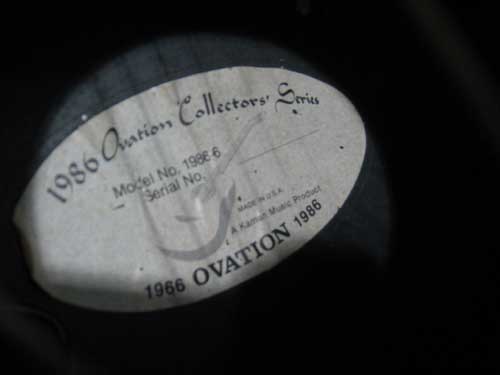 1986 Ovation Collectors' Series
Model No. 1986-6
Serial No.
MADE IN U.S.A.
A Kaman Music Product
1966 OVATION 1986